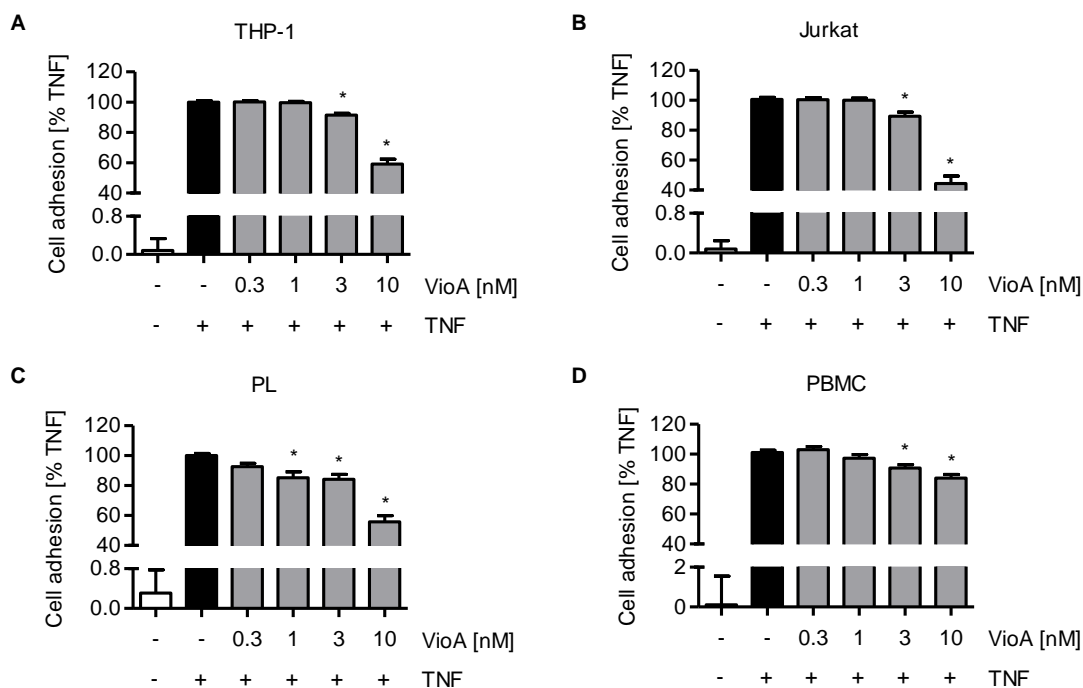 A
THP-1
Cell adhesion [% TNF]
120
100
80
60
40
0.8
0.0
*
*
- - 0.3 1 3 10 VioA [nM]
- + + + + + TNF
B
Jurkat
Cell adhesion [% TNF]
120
100
80
60
40
0.8
0.0
*
*
- - 0.3 1 3 10 VioA [nM]
- + + + + + TNF
C
PL
Cell adhesion [% TNF]
120
100
80
60
40
0.8
0.0
* *
*
- - 0.3 1 3 10 VioA [nM]
- + + + + + TNF
D
PBMC
Cell adhesion [% TNF]
120
100
80
60
40
2
0
*
*
- - 0.3 1 3 10 VioA [nM]
- + + + + + TNF